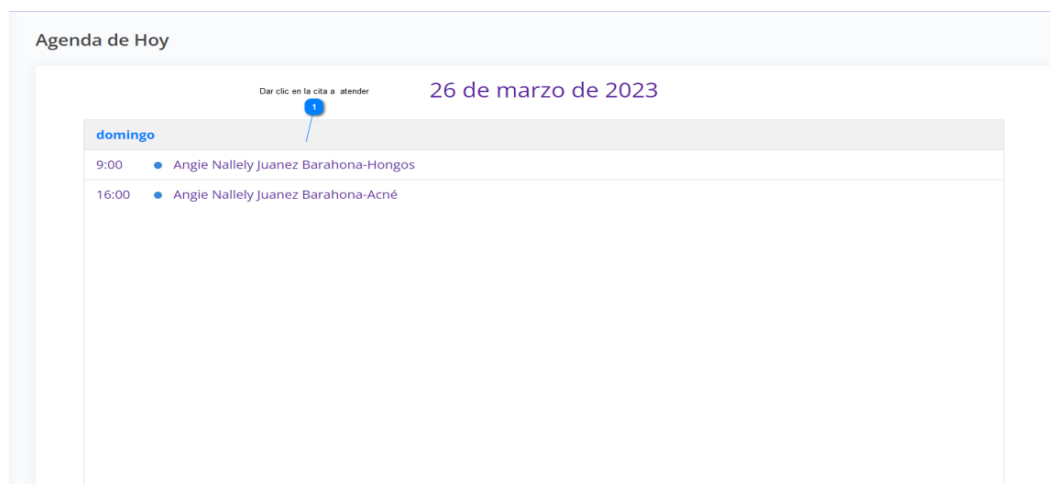 Agenda de Hoy
Dar clic en la cita a atender
26 de marzo de 2023
1
domingo
9:00 Angie Nallely Juanez Barahona-Hongos
16:00 Angie Nallely Juanez Barahona-Acné